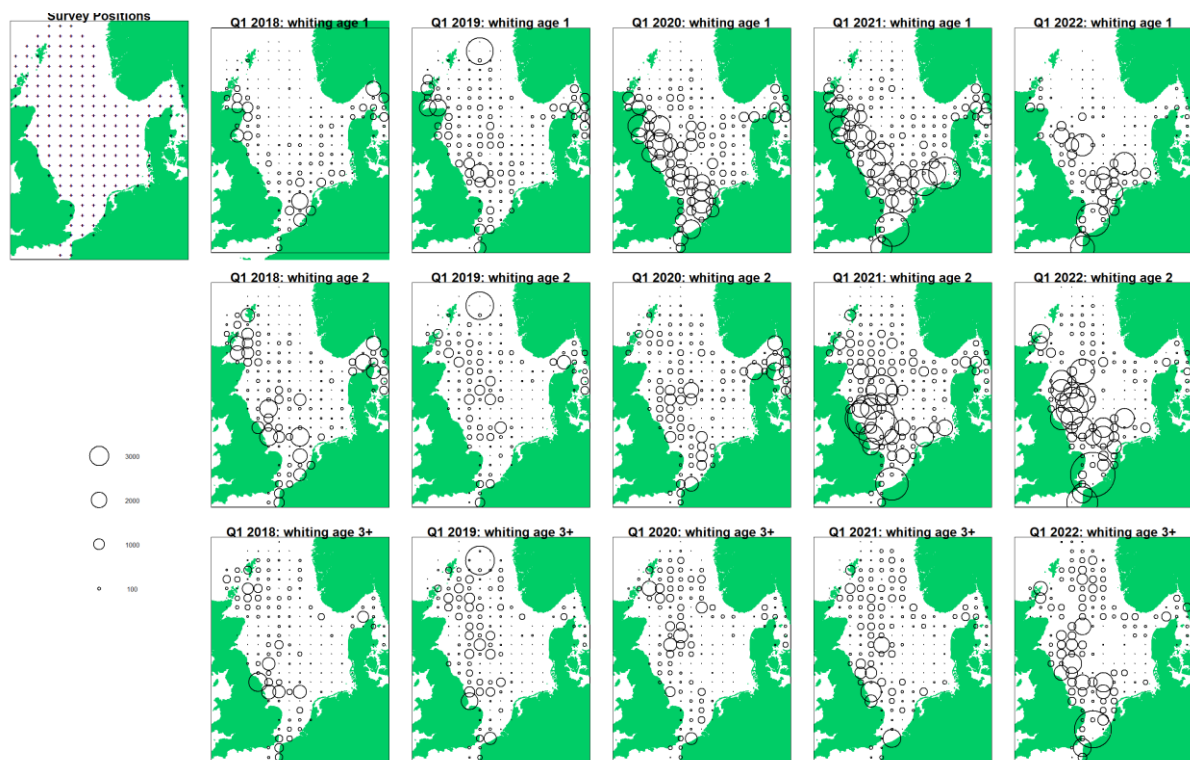 Survey Positions
Q1 2018: whiting age 1
Q1 2019: whiting age 1
Q1 2020: whiting age 1
Q1 2021: whiting age 1
Q1 2022: whiting age 1
Q1 2018: whiting age 2
Q1 2019: whiting age 2
Q1 2020: whiting age 2
Q1 2021: whiting age 2
Q1 2022: whiting age 2
3000
2000
1000
100
Q1 2018: whiting age 3+
Q1 2019: whiting age 3+
Q1 2020: whiting age 3+
Q1 2021: whiting age 3+
Q1 2022: whiting age 3+